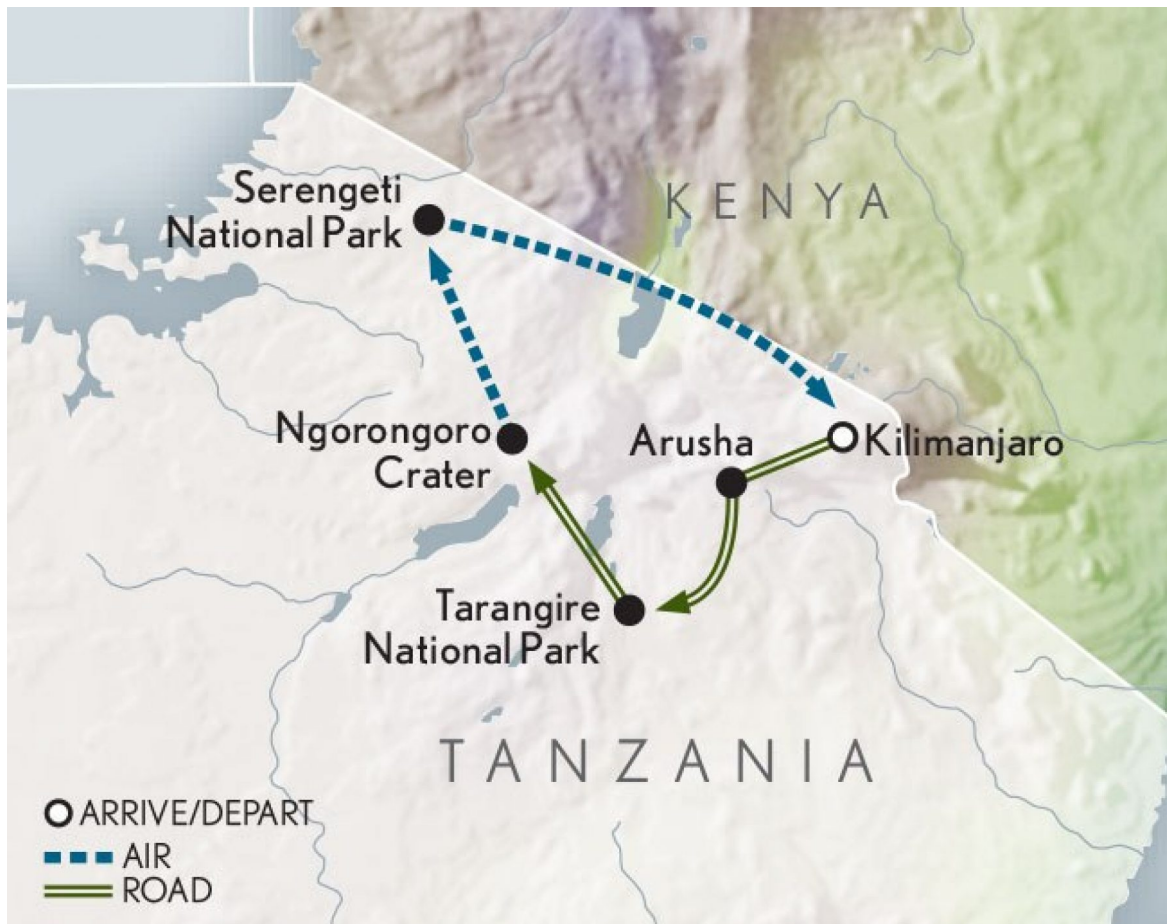 Serengeti
National Park
KENYA
Ngorongoro
Crater
Arusha
Kilimanjaro
Tarangire
National Park
TANZANIA
ARRIVE/DEPART
AIR
ROAD